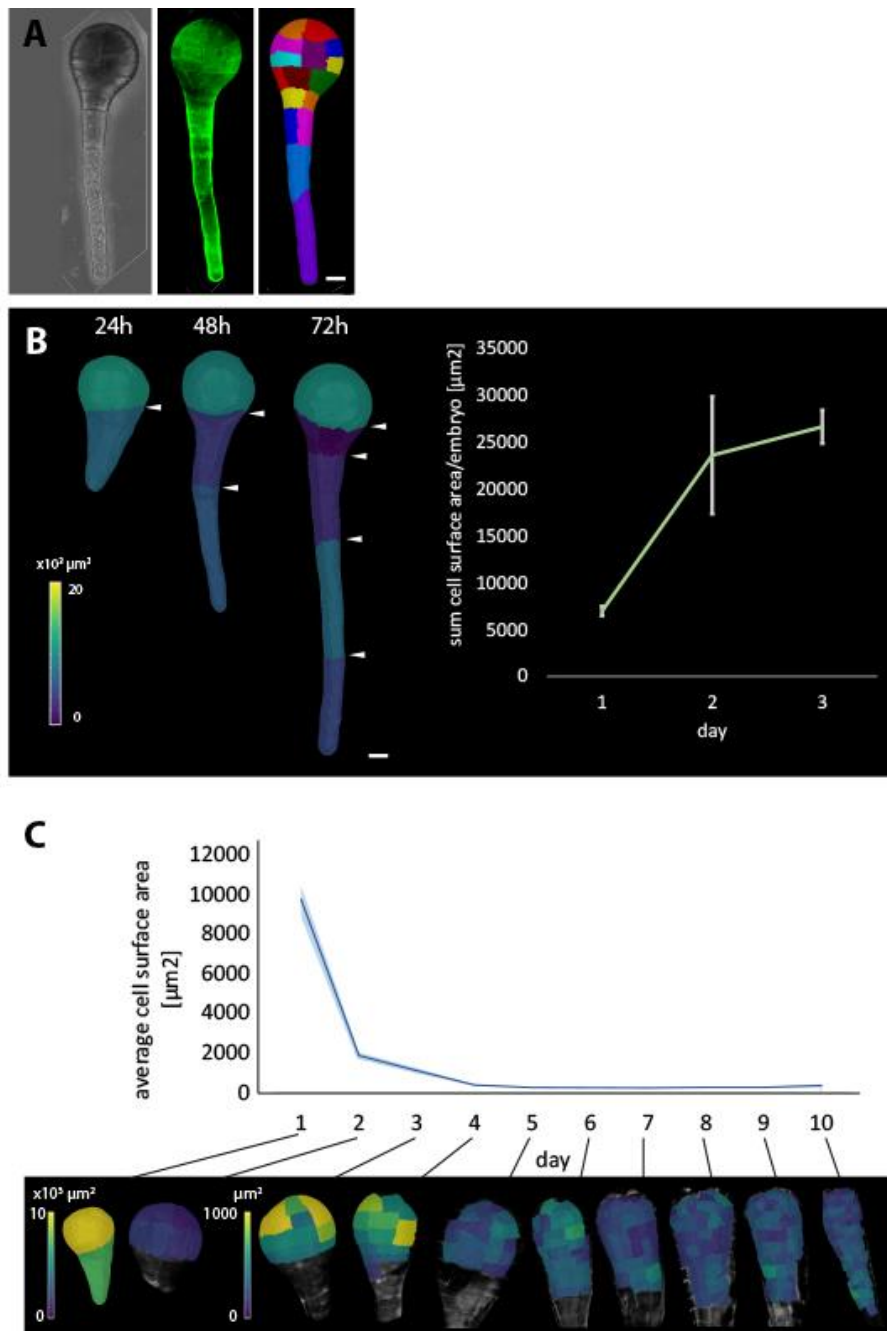 A
B
24h 48h 72h
x10² µm²
20
0
sum cell surface area/embryo [µm2]
35000
30000
25000
20000
15000
10000
5000
0
1 2 3
day
C
average cell surface area
[µm2]
12000
10000
8000
6000
4000
2000
0
1 2 3 4 5 6 7 8 9 10
day
x10⁵ µm² µm²
10 1000
0 0